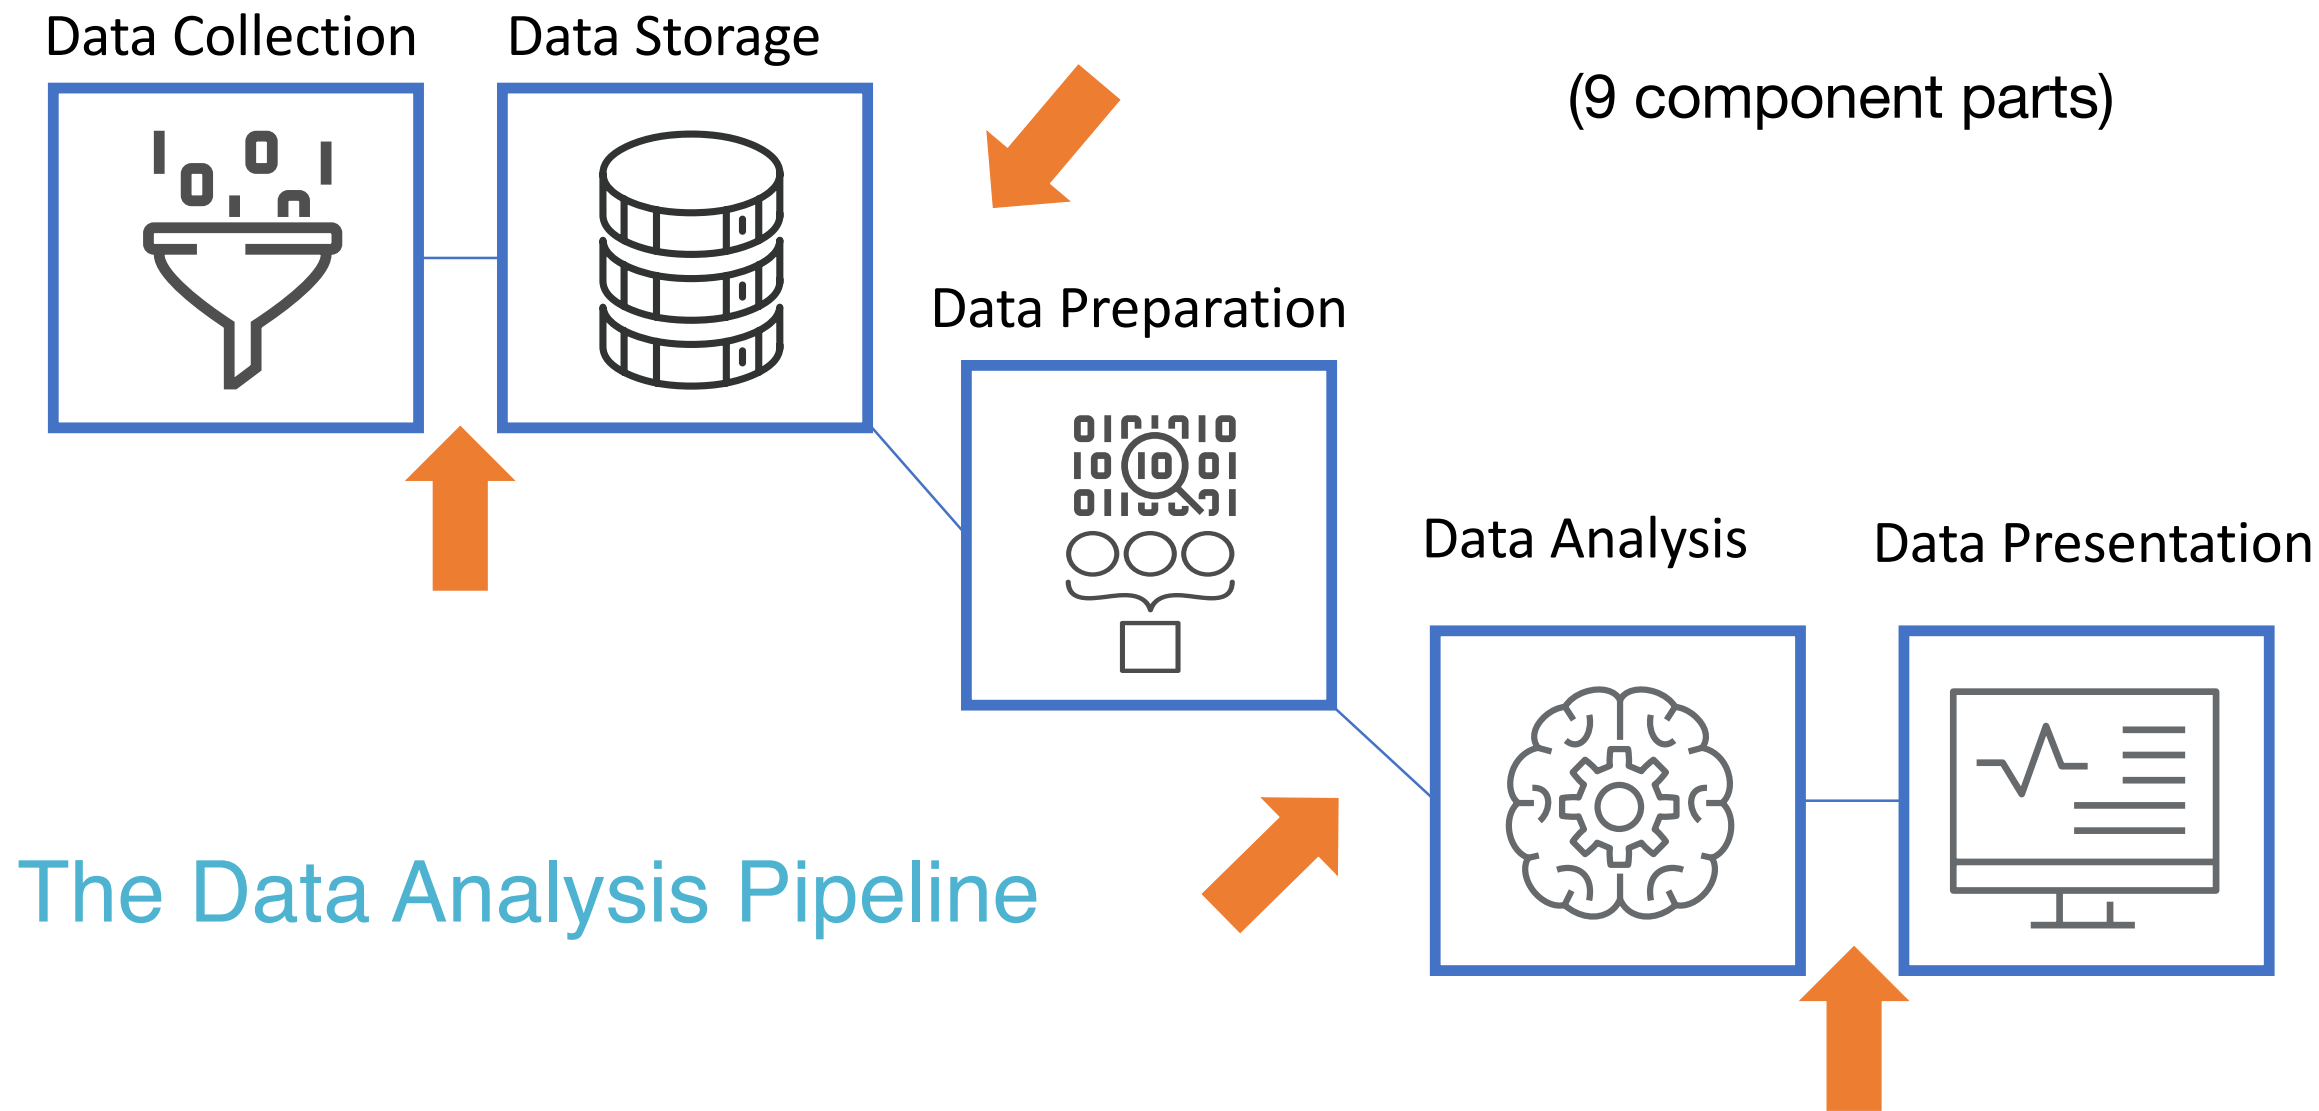 Data Collection
Data Storage
(9 component parts)
Data Preparation
Data Analysis
Data Presentation
The Data Analysis Pipeline